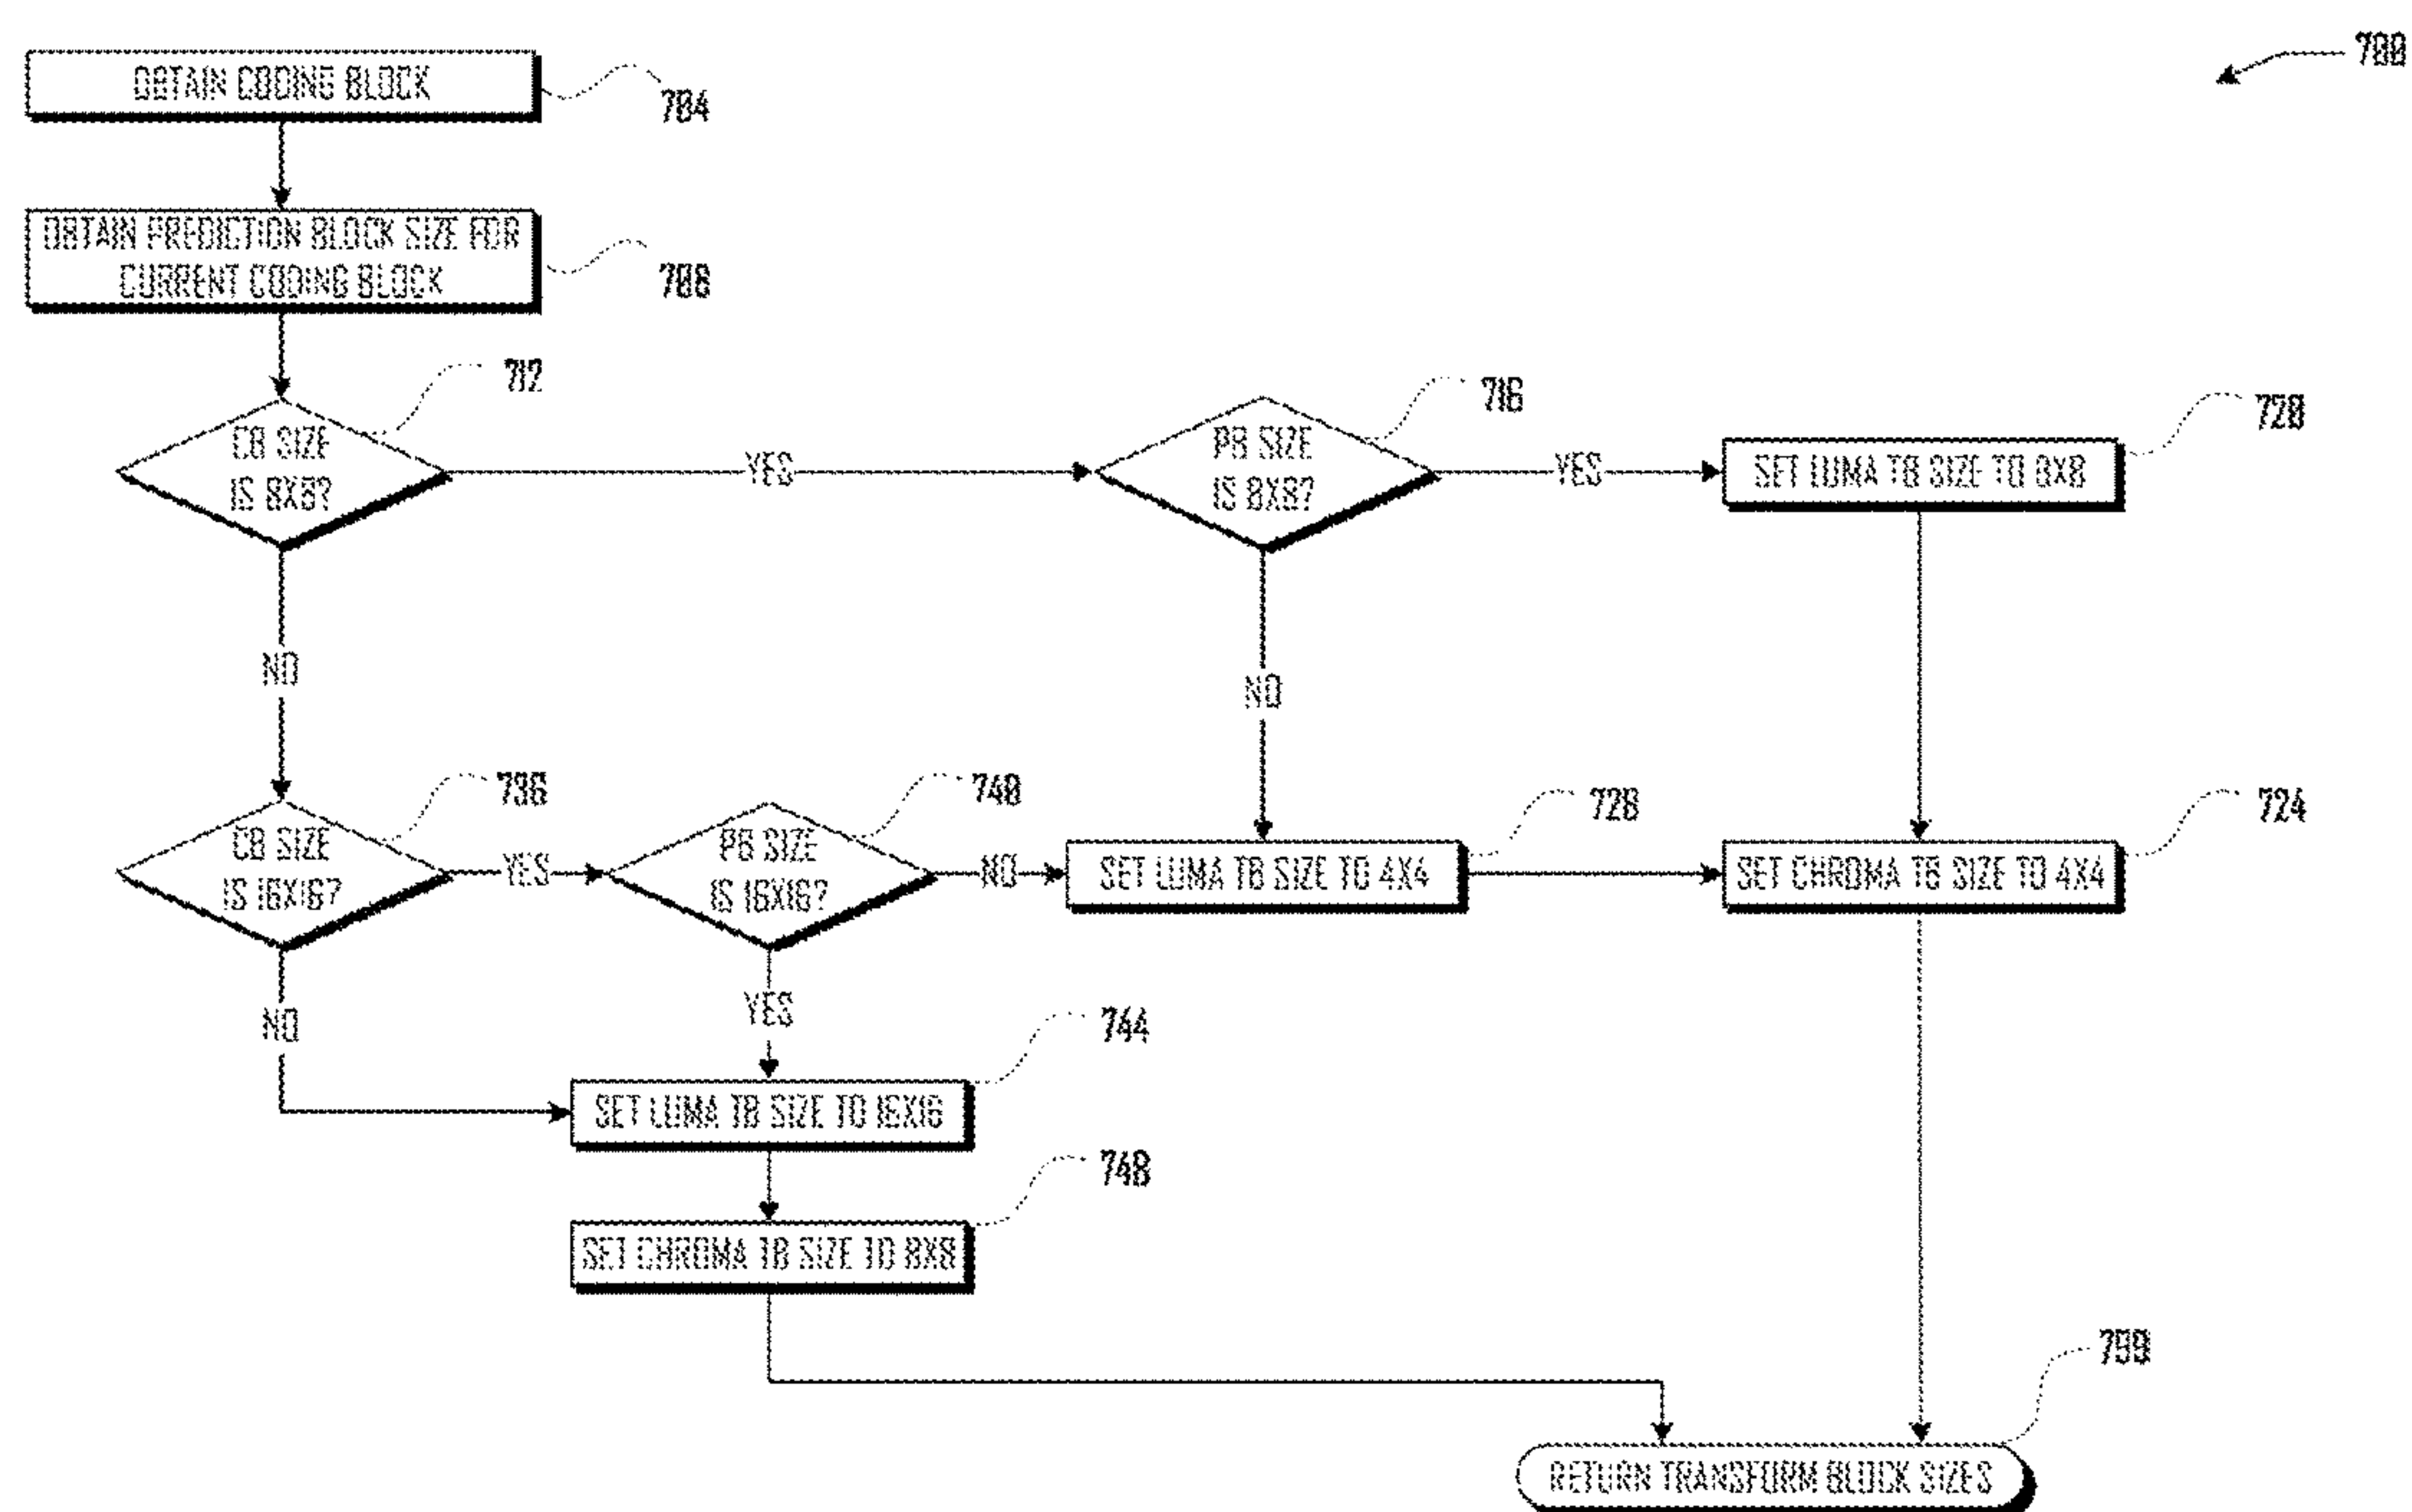 700
OBTAIN CODING BLOCK
704
OBTAIN PREDICTION BLOCK SIZE FOR
CURRENT CODING BLOCK
708
712
CB SIZE
IS 8X8?
YES
716
PB SIZE
IS 8X8?
YES
720
SET LUMA TB SIZE TO 8X8
NO
NO
736
CB SIZE
IS 16X16?
YES
740
PB SIZE
IS 16X16?
NO
728
SET LUMA TB SIZE TO 4X4
724
SET CHROMA TB SIZE TO 4X4
NO
YES
744
SET LUMA TB SIZE TO 16X16
748
SET CHROMA TB SIZE TO 8X8
799
RETURN TRANSFORM BLOCK SIZES